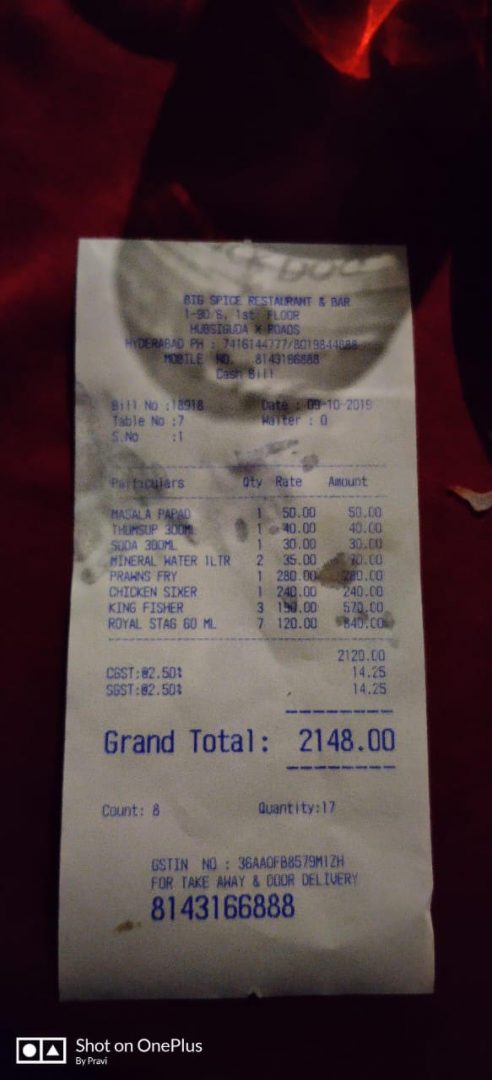 BIG SPICE RESTAURANT & BAR
1-90/6, 1st FLOOR
HUBSIGUDA X ROADS
HYDERABAD PH : 7416144777/8019844888
MOBILE NO. .8143166888
Cash Bill
Bill No :18918 Date : 09-10-2019
Table No :7 Waiter : 0
S.No :1
Particulars Qty Rate Amount
MASALA PAPAD 1 50.00 50.00
THUMSUP 300ML 1 40.00 40.00
SODA 300ML 1 30.00 30.00
MINERAL WATER 1LTR 2 35.00 70.00
PRAWNS FRY 1 280.00 280.00
CHICKEN SIXER 1 240.00 240.00
KING FISHER 3 190.00 570.00
ROYAL STAG 60 ML 7 120.00 840.00
2120.00
CGST:@2.50% 14.25
SGST:@2.50% 14.25
Grand Total: 2148.00
Count: 8 Quantity:17
GSTIN NO : 36AAOFB8579M1ZH
FOR TAKE AWAY & DOOR DELIVERY
8143166888
Shot on OnePlus
By Pravi